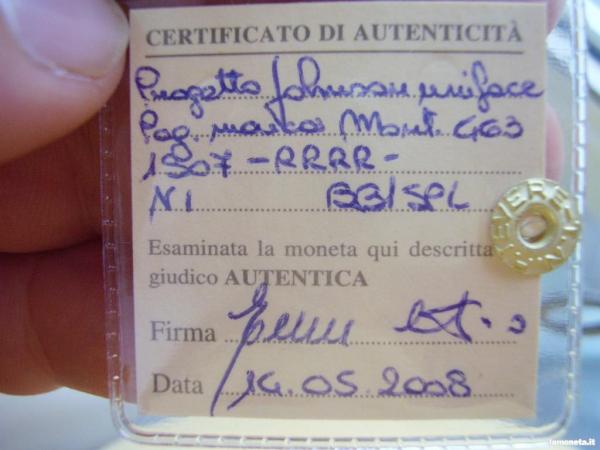 CERTIFICATO DI AUTENTICITÀ
Progetto Johnson uniface
Pag. marca Mont. 463
1907 - RRRR -
NI BB/SPL
Esaminata la moneta qui descritta
giudico AUTENTICA
Firma
Data 14.05.2008
lamoneta.it